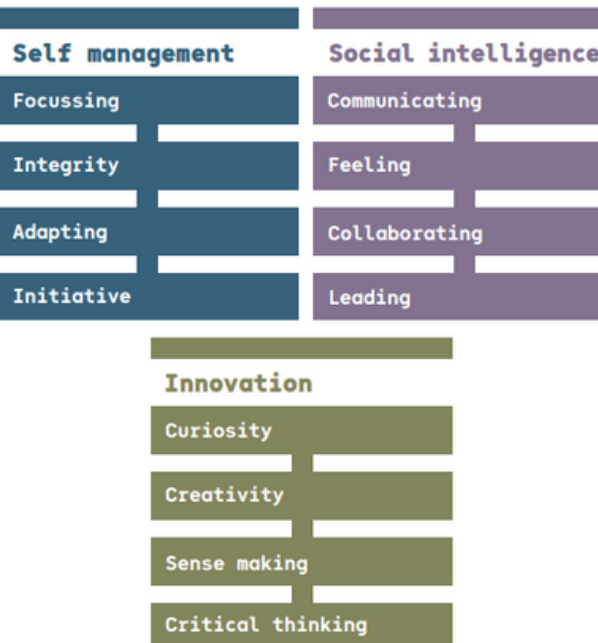 Self management
Focussing
Integrity
Adapting
Initiative
Social intelligence
Communicating
Feeling
Collaborating
Leading
Innovation
Curiosity
Creativity
Sense making
Critical thinking